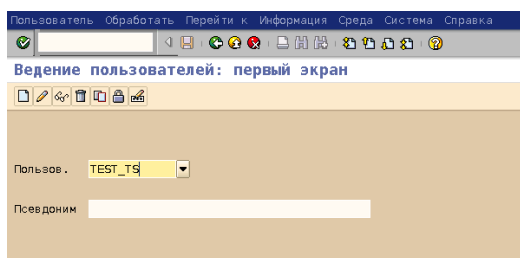 Пользователь Обработать Перейти к Информация Среда Система Справка
Ведение пользователей: первый экран
Пользов. TEST_TS
Псевдоним